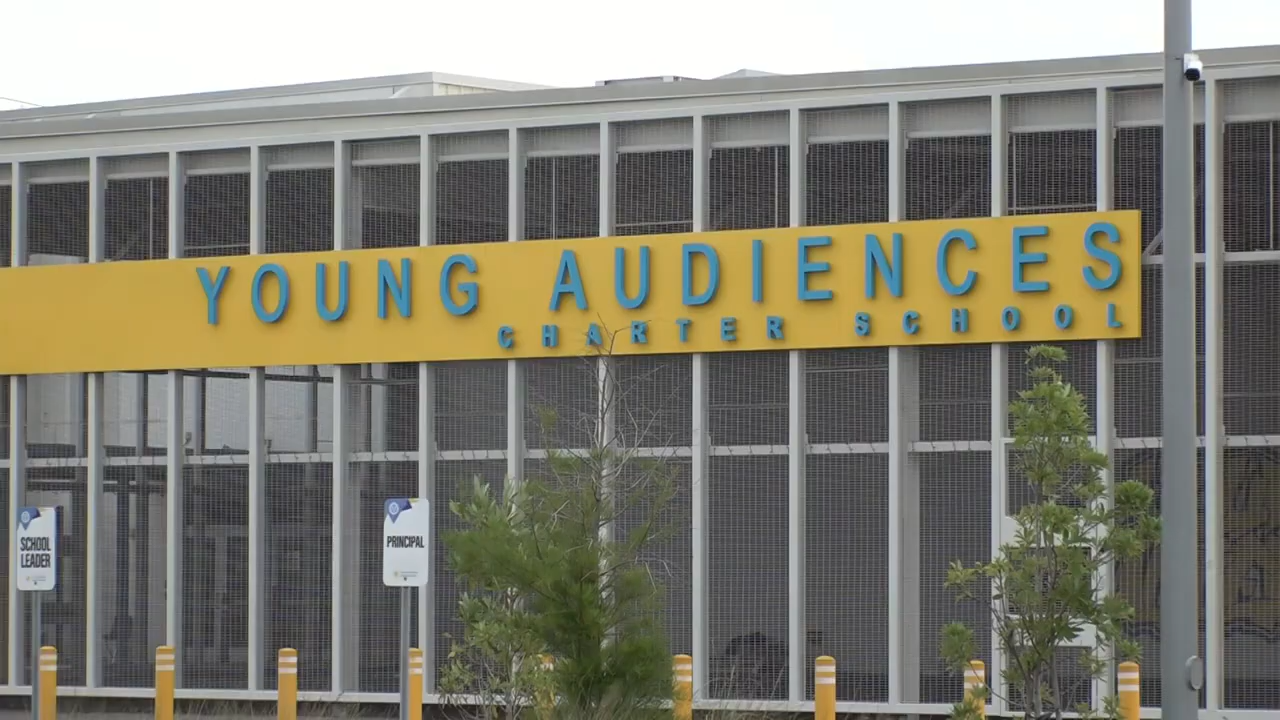 YOUNG AUDIENCES
CHARTER SCHOOL
SCHOOL
LEADER
PRINCIPAL